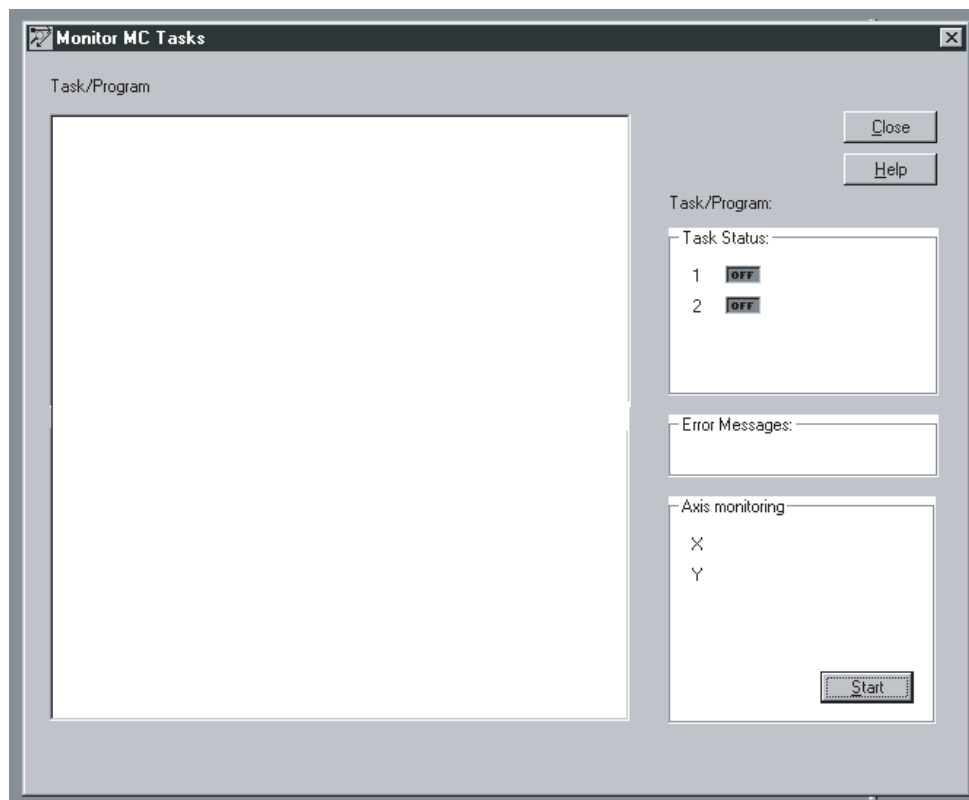 Monitor MC Tasks
Task/Program
Close
Help
Task/Program:
Task Status:
1 OFF
2 OFF
Error Messages:
Axis monitoring
X
Y
Start